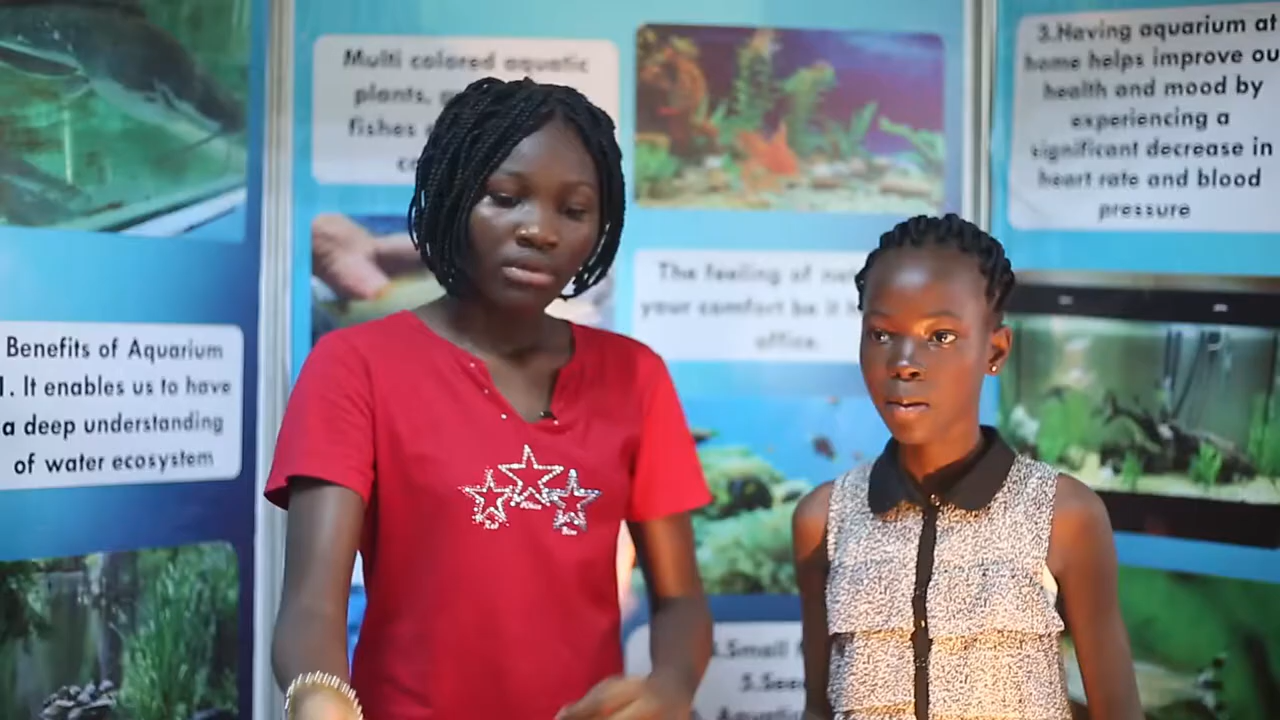 Multi colored aquatic
plants,
fishes
3.Having aquarium at
home helps improve ou
health and mood by
experiencing a
significant decrease in
heart rate and blood
pressure
The feeling of
your comfort be it
office.
Benefits of Aquarium
1. It enables us to have
a deep understanding
of water ecosystem
.Small
5.See